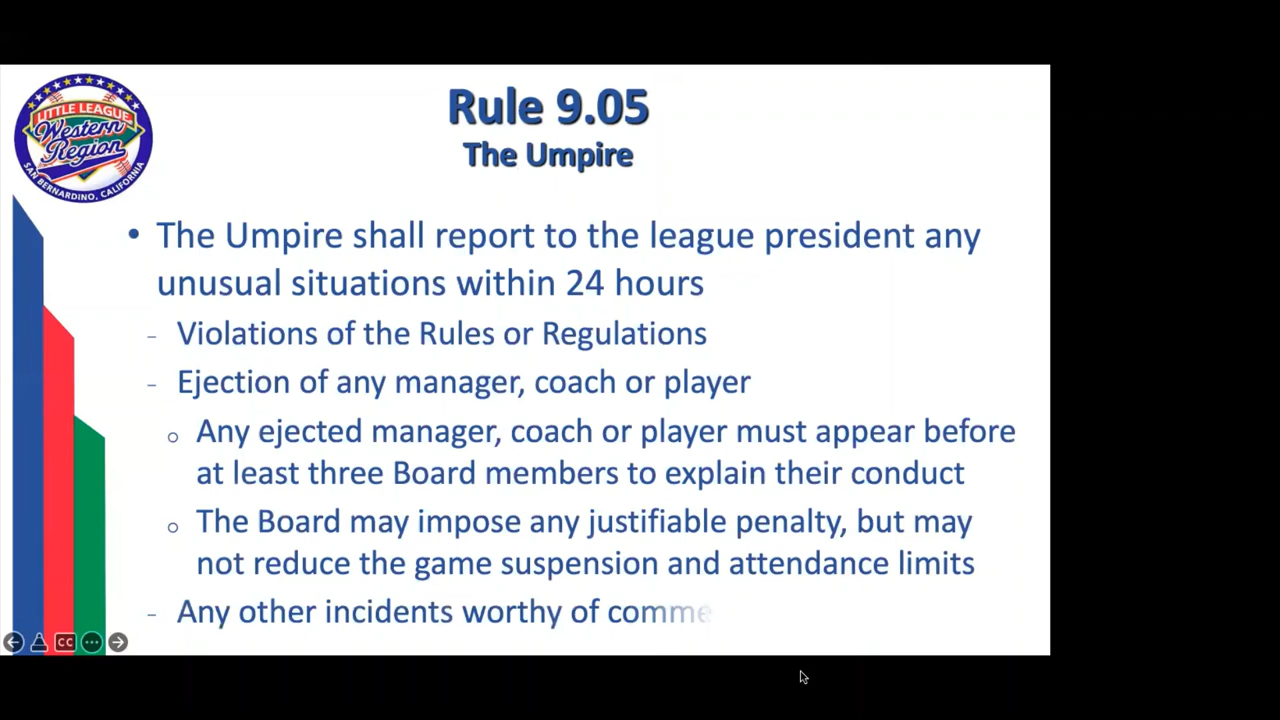 LITTLE LEAGUE
Western
Region
SAN BERNARDINO, CALIFORNIA
Rule 9.05
The Umpire
• The Umpire shall report to the league president any
unusual situations within 24 hours
- Violations of the Rules or Regulations
- Ejection of any manager, coach or player
o Any ejected manager, coach or player must appear before
at least three Board members to explain their conduct
o The Board may impose any justifiable penalty, but may
not reduce the game suspension and attendance limits
- Any other incidents worthy of comme
CC